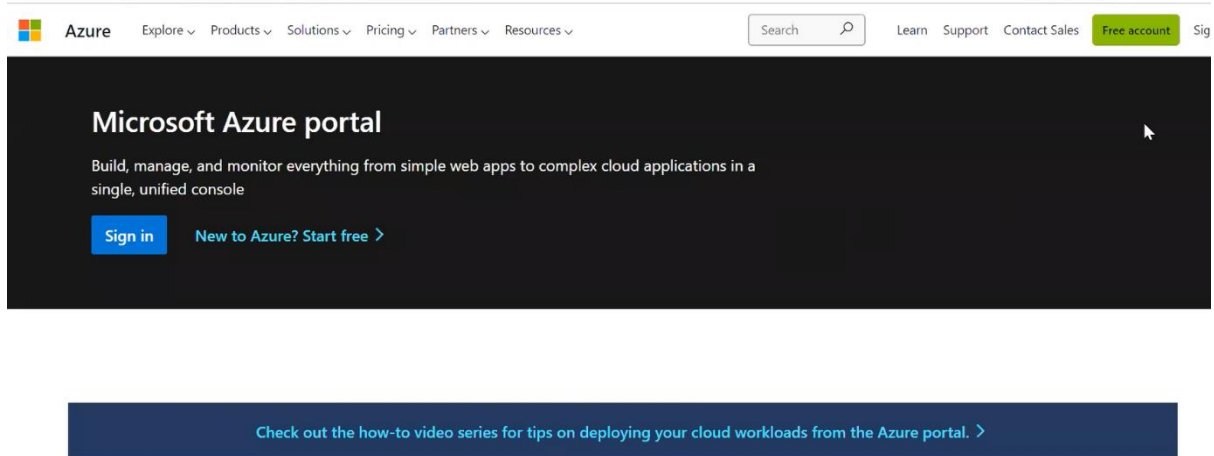 Azure Explore Products Solutions Pricing Partners Resources Search Learn Support Contact Sales Free account
Microsoft Azure portal
Build, manage, and monitor everything from simple web apps to complex cloud applications in a
single, unified console
Sign in New to Azure? Start free >
Check out the how-to video series for tips on deploying your cloud workloads from the Azure portal. >